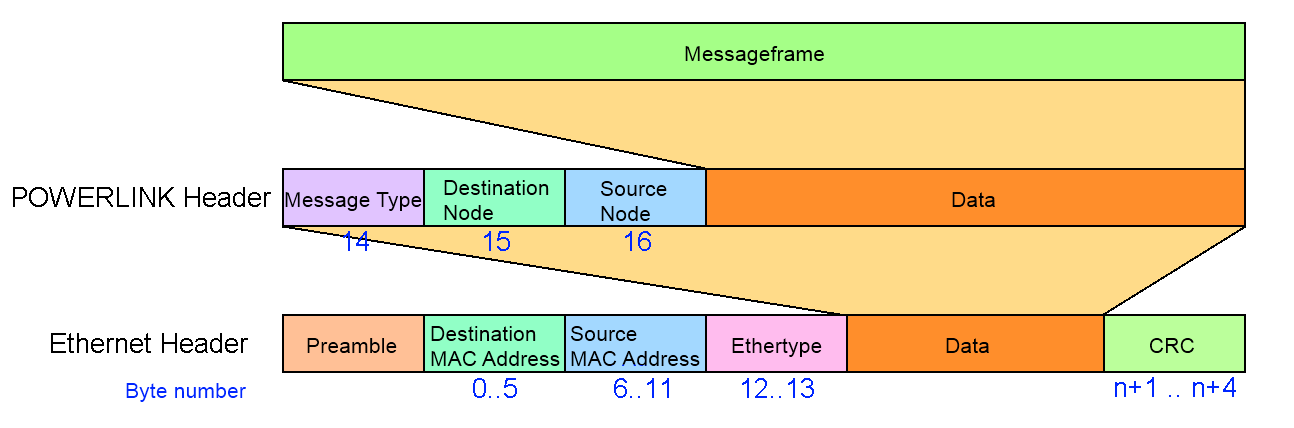 Messageframe
POWERLINK Header
Message Type
Destination
Node
Source
Node
Data
14
15
16
Ethernet Header
Preamble
Destination
MAC Address
Source
MAC Address
Ethertype
Data
CRC
Byte number
0..5
6..11
12..13
n+1 .. n+4